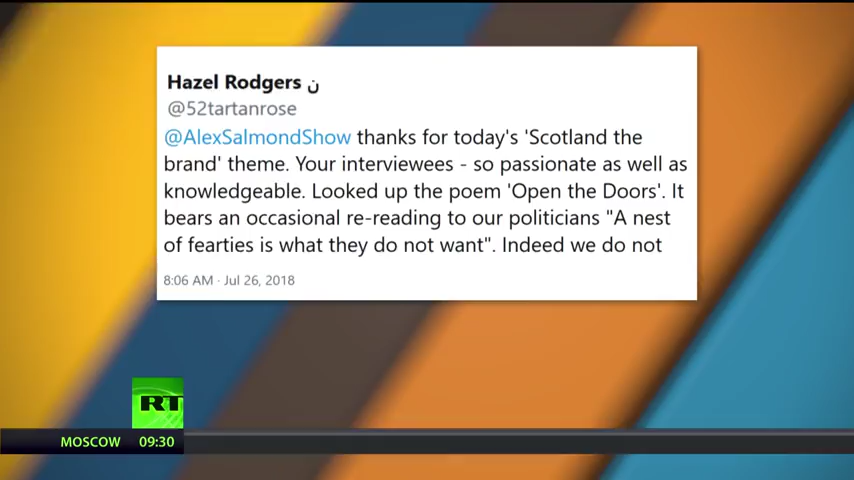 Hazel Rodgers ن
@52tartanrose
@AlexSalmondShow thanks for today's 'Scotland the
brand' theme. Your interviewees - so passionate as well as
knowledgeable. Looked up the poem 'Open the Doors'. It
bears an occasional re-reading to our politicians "A nest
of fearties is what they do not want". Indeed we do not
8:06 AM · Jul 26, 2018
RT
MOSCOW 09:30